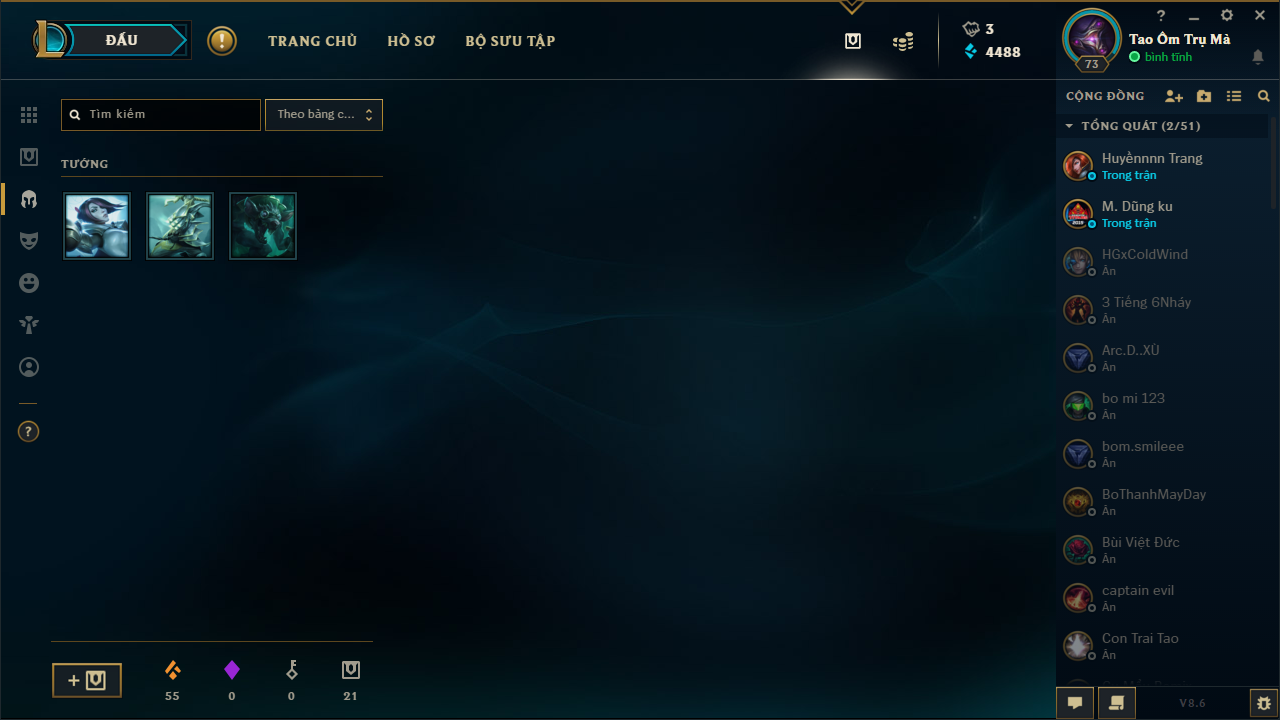 ĐẤU
TRANG CHỦ
HỒ SƠ
BỘ SƯU TẬP
3
4488
73
Tao Ôm Trụ Mà
bình tĩnh
Tìm kiếm
Theo bảng c...
TƯỚNG
55
0
0
21
CỘNG ĐỒNG
TỔNG QUÁT (2/51)
Huyềnnnn Trang
Trong trận
M. Dũng ku
Trong trận
HGxColdWind
Ẩn
3 Tiếng 6Nháy
Ẩn
Arc.D..XÙ
Ẩn
bo mi 123
Ẩn
bom.smileee
Ẩn
BoThanhMayDay
Ẩn
Bùi Việt Đức
Ẩn
captain evil
Ẩn
Con Trai Tao
Ẩn
V8.6